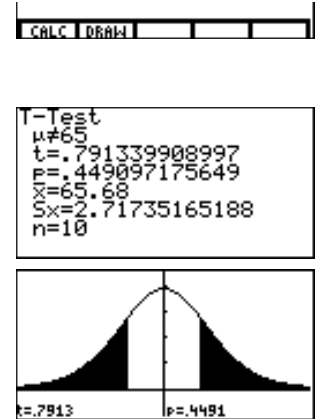 CALC DRAW
T-Test
μ≠65
t=.791339908997
p=.449097175649
x̄=65.68
Sx=2.71735165188
n=10
t=.7913 p=.4491